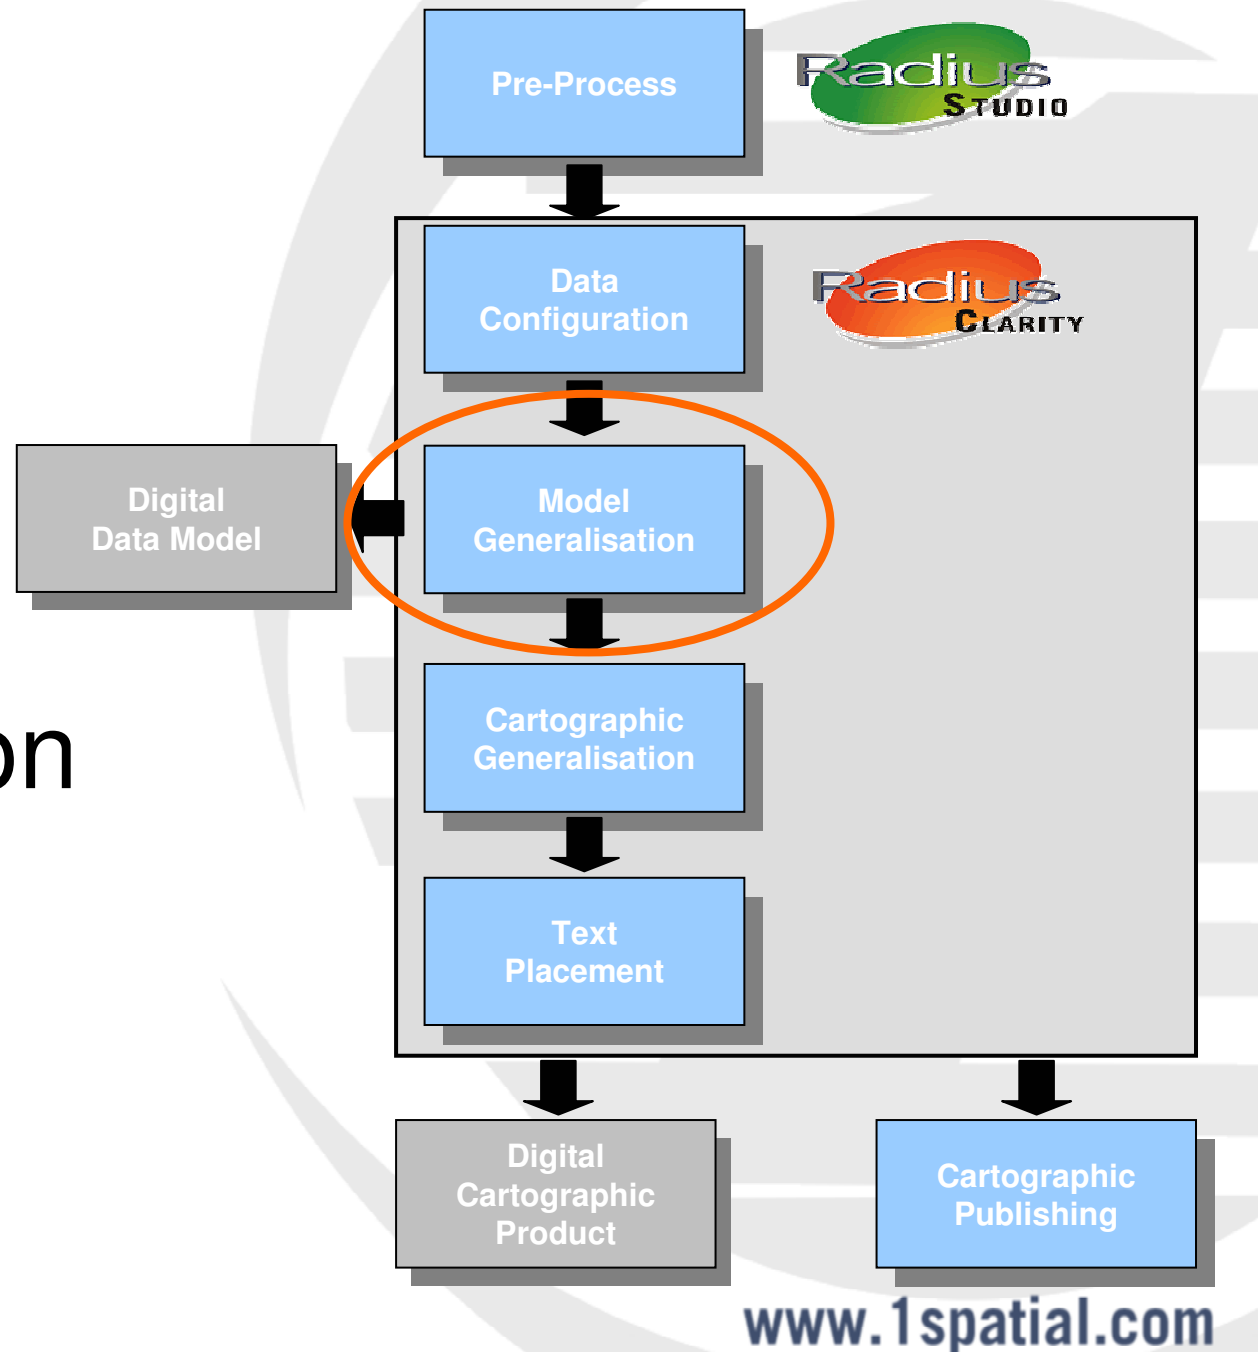 Pre-Process
Radius
STUDIO
Data
Configuration
Radius
CLARITY
Digital
Data Model
Model
Generalisation
on
Cartographic
Generalisation
Text
Placement
Digital
Cartographic
Product
Cartographic
Publishing
www.1spatial.com